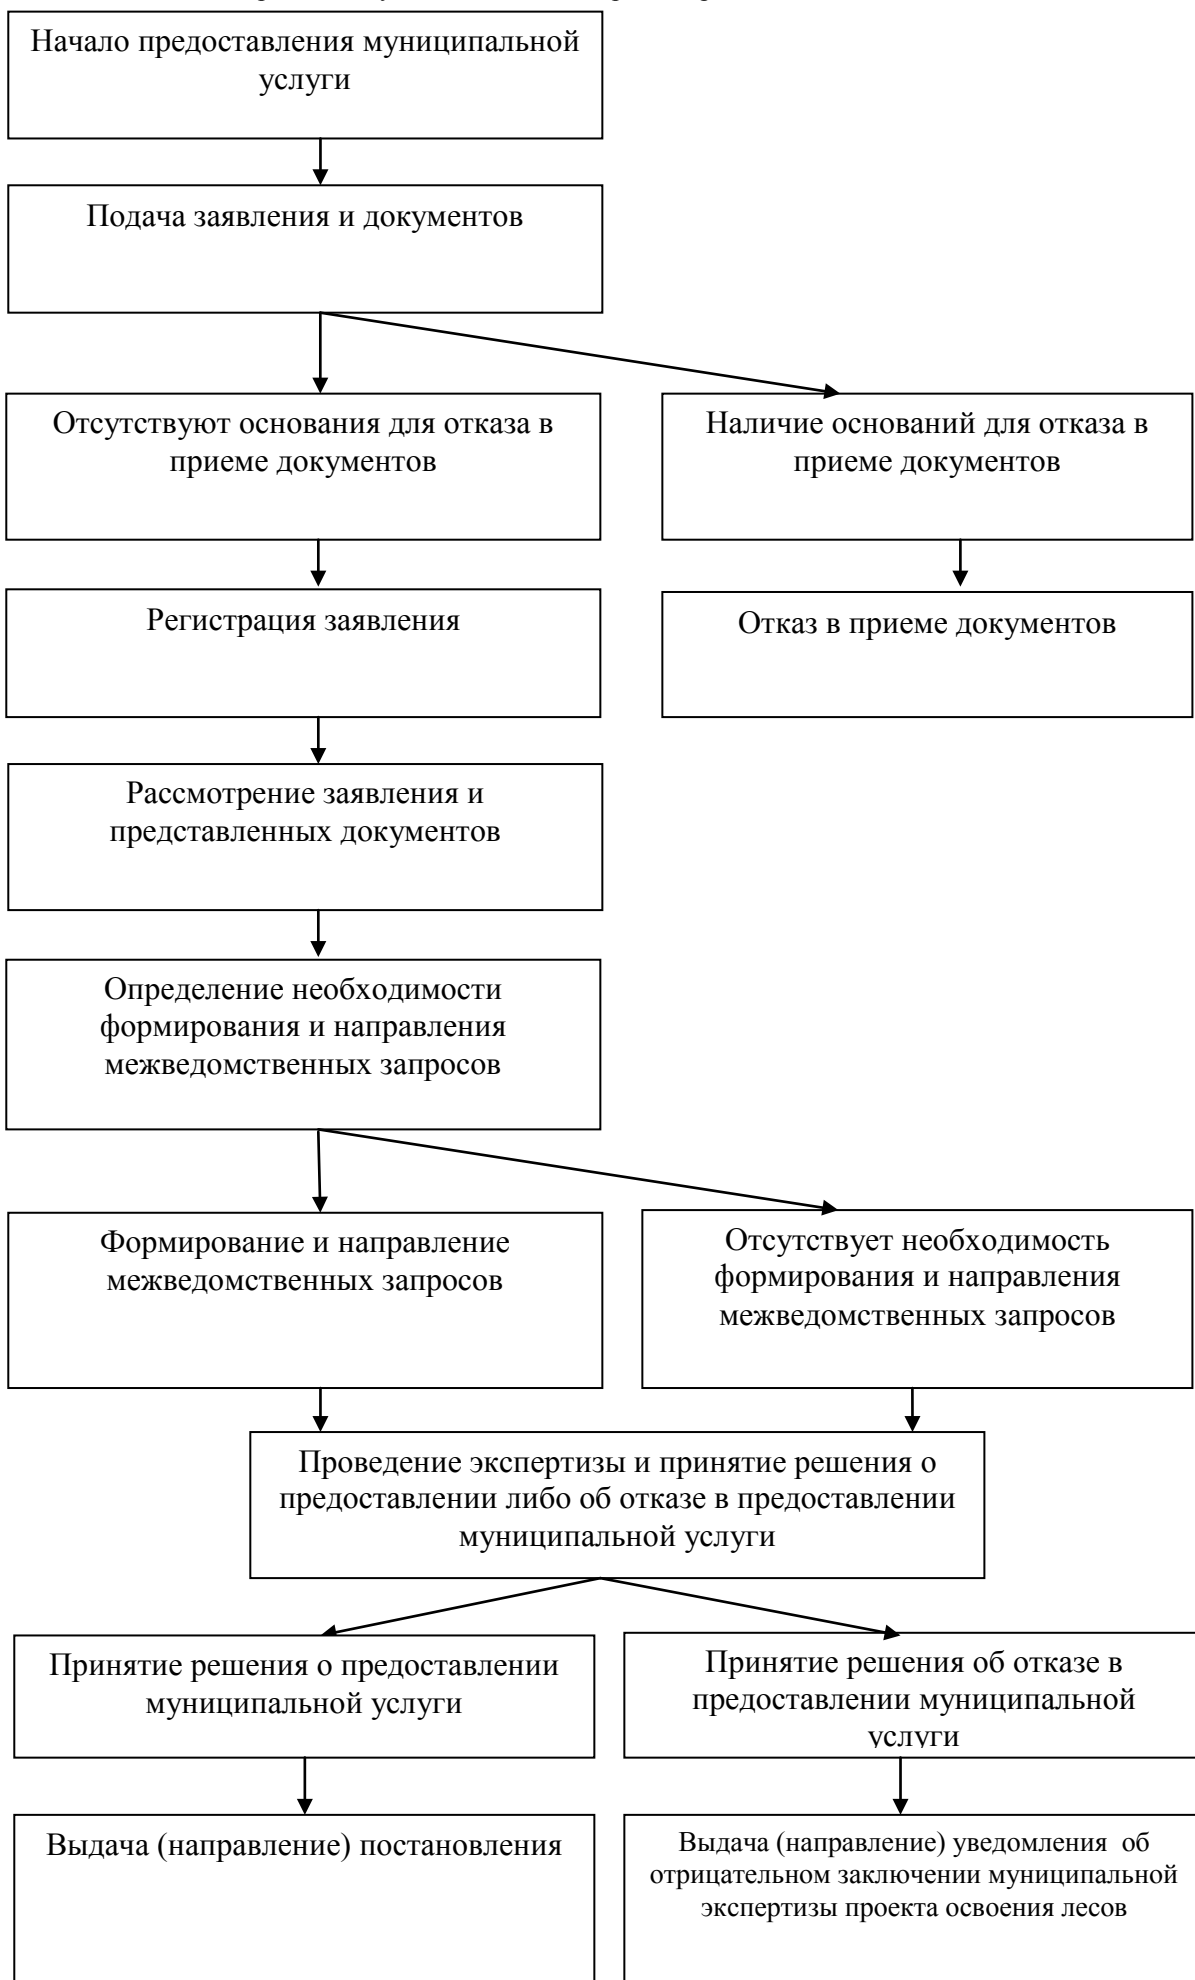 Начало предоставления муниципальной
услуги
Подача заявления и документов
Отсутствуют основания для отказа в
приеме документов
Наличие оснований для отказа в
приеме документов
Регистрация заявления
Отказ в приеме документов
Рассмотрение заявления и
представленных документов
Определение необходимости
формирования и направления
межведомственных запросов
Формирование и направление
межведомственных запросов
Отсутствует необходимость
формирования и направления
межведомственных запросов
Проведение экспертизы и принятие решения о
предоставлении либо об отказе в предоставлении
муниципальной услуги
Принятие решения о предоставлении
муниципальной услуги
Принятие решения об отказе в
предоставлении муниципальной
услуги
Выдача (направление) постановления
Выдача (направление) уведомления об
отрицательном заключении муниципальной
экспертизы проекта освоения лесов